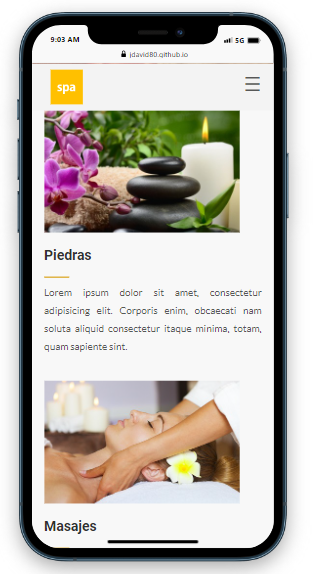 9:03 AM
5G
jdavid80.github.io
spa
Piedras
Lorem ipsum dolor sit amet, consectetur
adipisicing elit. Corporis enim, obcaecati nam
soluta aliquid consectetur itaque minima, totam,
quam sapiente sint.
Masajes